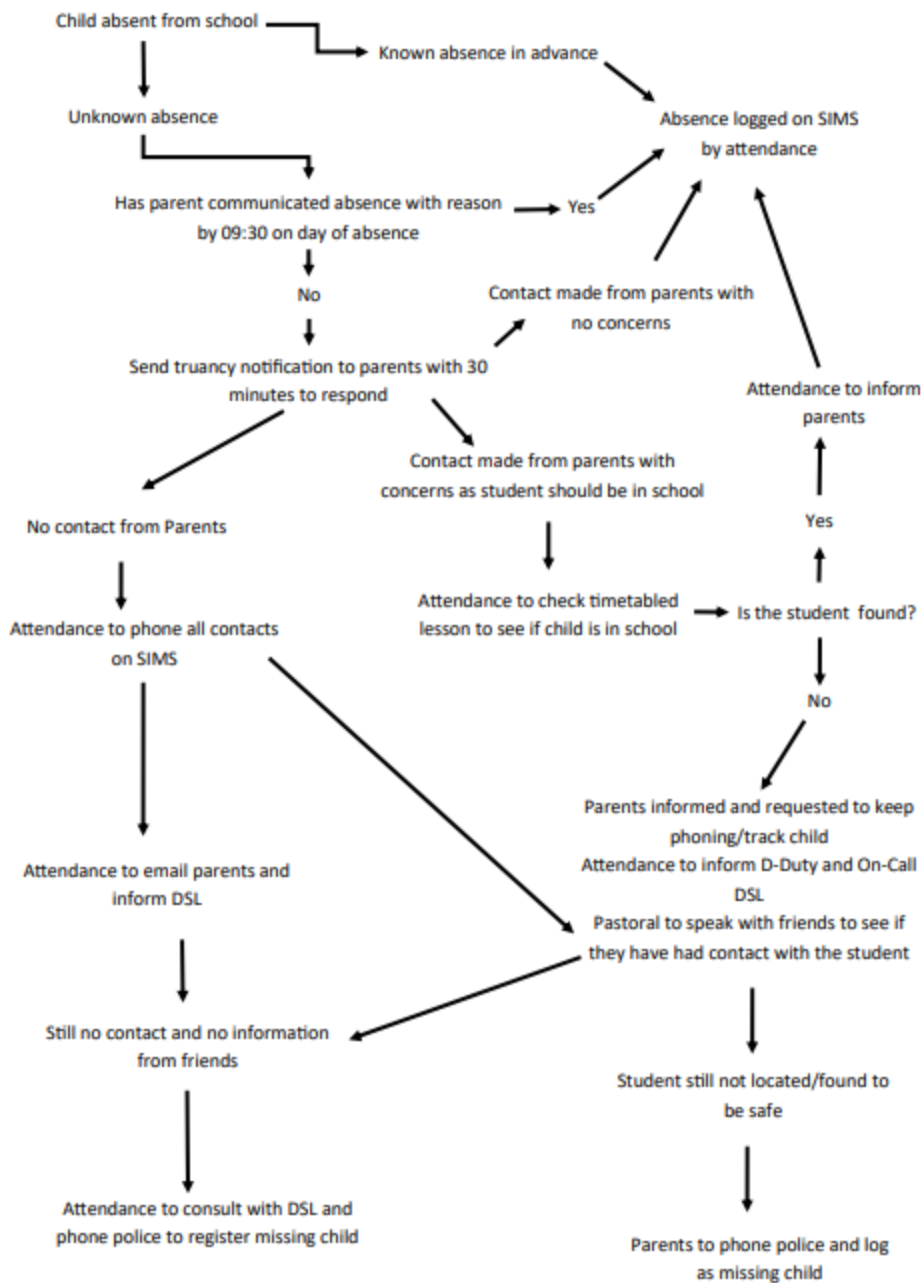 Child absent from school
Known absence in advance
Unknown absence
Absence logged on SIMS
by attendance
Has parent communicated absence with reason
by 09:30 on day of absence
Yes
No
Contact made from parents with
no concerns
Send truancy notification to parents with 30
minutes to respond
Attendance to inform
parents
Contact made from parents with
concerns as student should be in school
No contact from Parents
Yes
Attendance to check timetabled
lesson to see if child is in school
Is the student found?
Attendance to phone all contacts
on SIMS
No
Parents informed and requested to keep
phoning/track child
Attendance to inform D-Duty and On-Call
DSL
Pastoral to speak with friends to see if
they have had contact with the student
Attendance to email parents and
inform DSL
Still no contact and no information
from friends
Student still not located/found to
be safe
Attendance to consult with DSL and
phone police to register missing child
Parents to phone police and log
as missing child